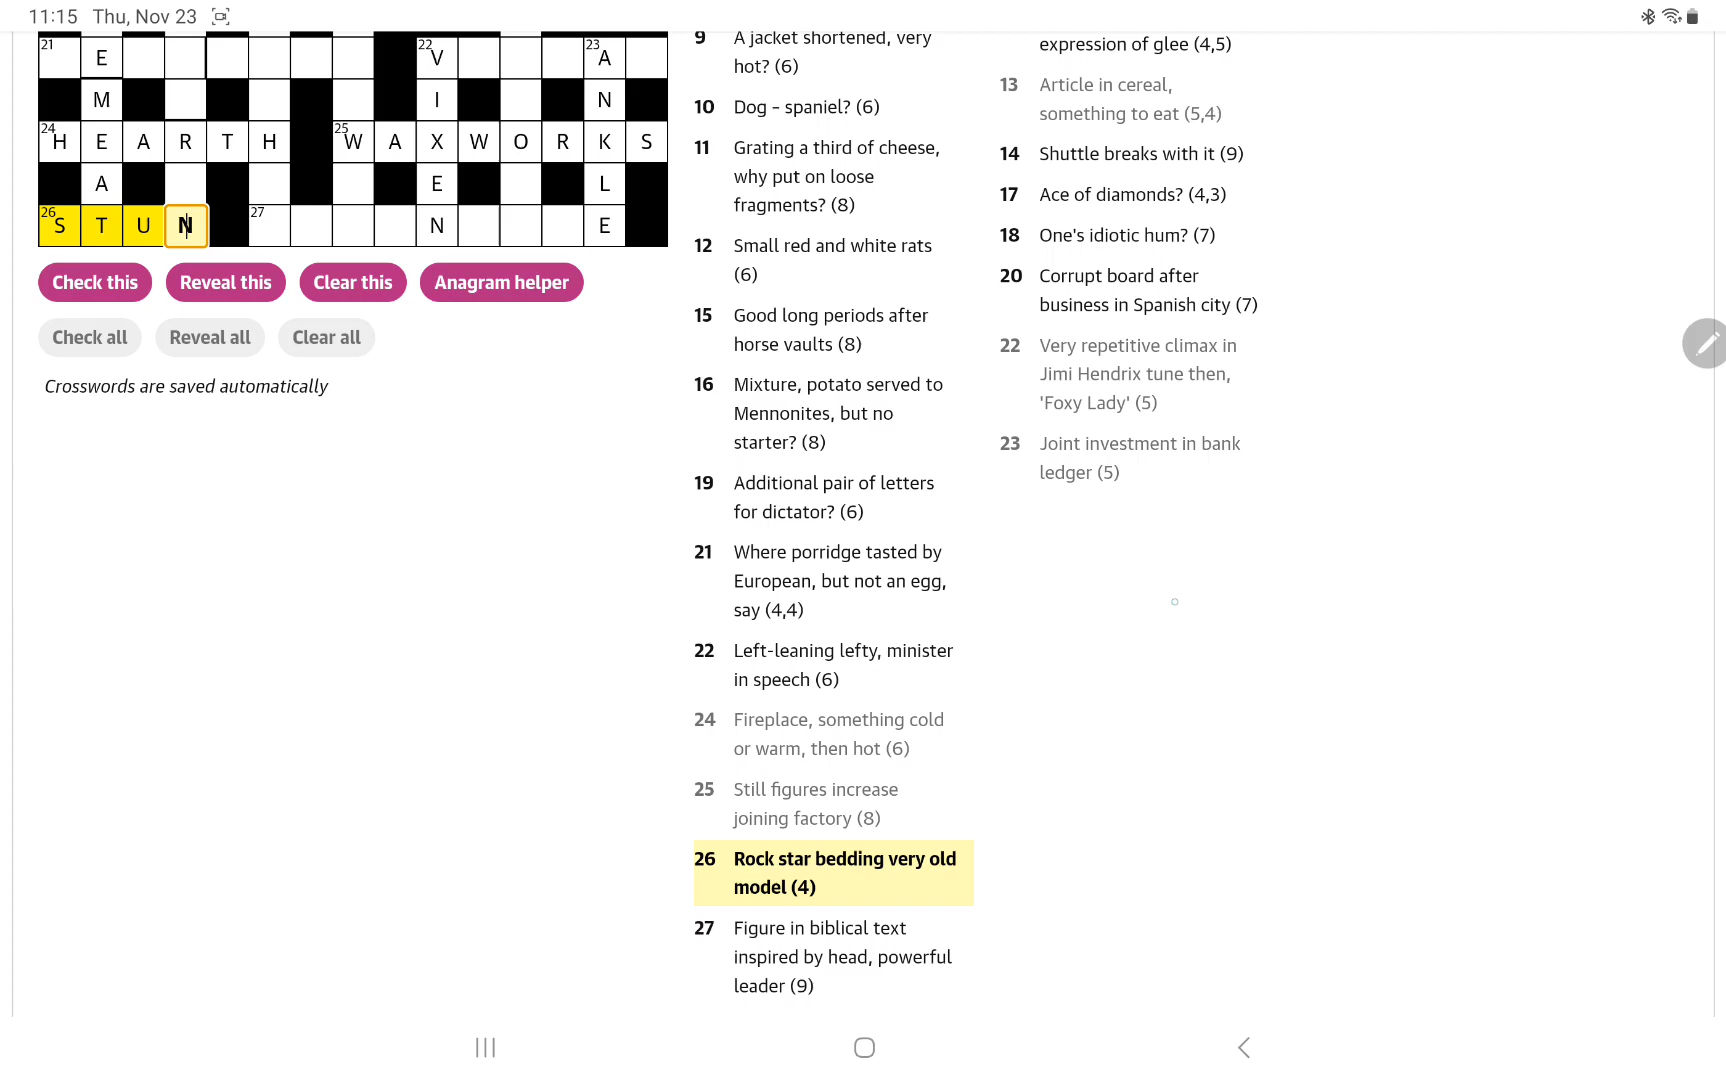 11:15 Thu, Nov 23
21 E 22 V 23 A
M I N
24 H E A R T H 25 W A X W O R K S
A E L
26 S T U N 27 N E
Check this Reveal this Clear this Anagram helper
Check all Reveal all Clear all
Crosswords are saved automatically
9 A jacket shortened, very
hot? (6)
10 Dog – spaniel? (6)
11 Grating a third of cheese,
why put on loose
fragments? (8)
12 Small red and white rats
(6)
15 Good long periods after
horse vaults (8)
16 Mixture, potato served to
Mennonites, but no
starter? (8)
19 Additional pair of letters
for dictator? (6)
21 Where porridge tasted by
European, but not an egg,
say (4,4)
22 Left-leaning lefty, minister
in speech (6)
24 Fireplace, something cold
or warm, then hot (6)
25 Still figures increase
joining factory (8)
26 Rock star bedding very old
model (4)
27 Figure in biblical text
inspired by head, powerful
leader (9)
expression of glee (4,5)
13 Article in cereal,
something to eat (5,4)
14 Shuttle breaks with it (9)
17 Ace of diamonds? (4,3)
18 One's idiotic hum? (7)
20 Corrupt board after
business in Spanish city (7)
22 Very repetitive climax in
Jimi Hendrix tune then,
'Foxy Lady' (5)
23 Joint investment in bank
ledger (5)